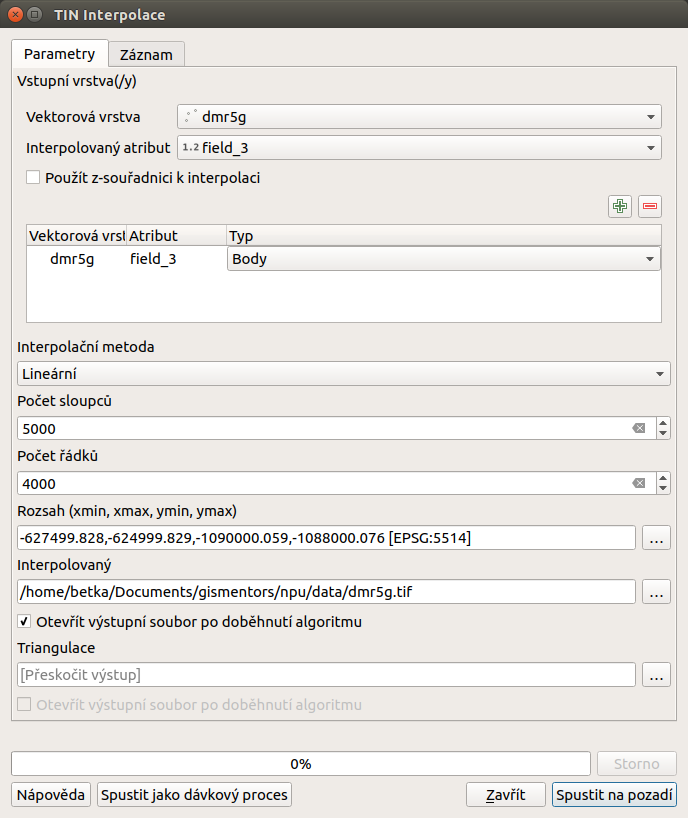 TIN Interpolace
Parametry Záznam
Vstupní vrstva(/y)
Vektorová vrstva dmr5g
Interpolovaný atribut 1.2 field_3
Použít z-souřadnici k interpolaci
Vektorová vrst Atribut Typ
dmr5g field_3 Body
Interpolační metoda
Lineární
Počet sloupců
5000
Počet řádků
4000
Rozsah (xmin, xmax, ymin, ymax)
-627499.828,-624999.829,-1090000.059,-1088000.076 [EPSG:5514] ...
Interpolovaný
/home/betka/Documents/gismentors/npu/data/dmr5g.tif ...
Otevřít výstupní soubor po doběhnutí algoritmu
Triangulace
[Přeskočit výstup] ...
Otevřít výstupní soubor po doběhnutí algoritmu
0% Storno
Nápověda Spustit jako dávkový proces Zavřít Spustit na pozadí